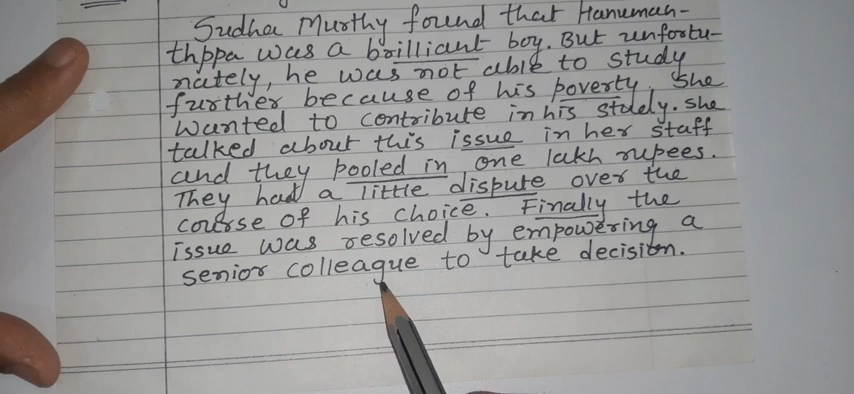 Sudha Murthy found that Hanuman-
thppa was a brilliant boy. But unfortu-
nately, he was not able to study
further because of his poverty. She
wanted to contribute in his study. She
talked about this issue in her staff
and they pooled in one lakh rupees.
They had a little dispute over the
course of his choice. Finally the
issue was resolved by empowering a
senior colleague to take decision.